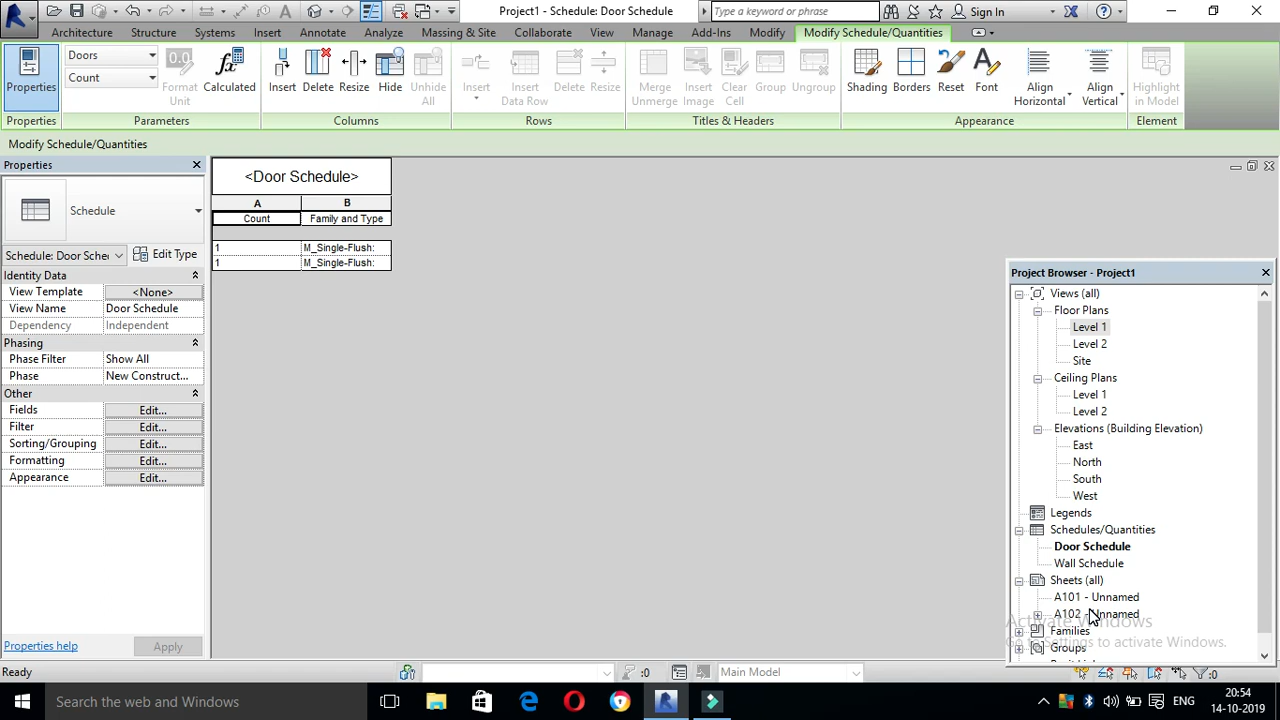 Project1 - Schedule: Door Schedule
Type a keyword or phrase
Sign In
Architecture Structure Systems Insert Annotate Analyze Massing & Site Collaborate View Manage Add-Ins Modify Modify Schedule/Quantities
Doors
Count
Properties
Format Unit
Calculated
Insert Delete Resize Hide Unhide All
Insert Insert Data Row Delete Resize
Merge Unmerge Insert Image Clear Cell Group Ungroup
Shading Borders Reset Font Align Horizontal Align Vertical
Highlight in Model
Properties Parameters Columns Rows Titles & Headers Appearance Element
Modify Schedule/Quantities
Properties
Schedule
Schedule: Door Sche
Edit Type
Identity Data
View Template <None>
View Name Door Schedule
Dependency Independent
Phasing
Phase Filter Show All
Phase New Construct...
Other
Fields Edit...
Filter Edit...
Sorting/Grouping Edit...
Formatting Edit...
Appearance Edit...
Properties help
Apply
<Door Schedule>
A B
Count Family and Type
1 M_Single-Flush:
1 M_Single-Flush:
Project Browser - Project1
Views (all)
Floor Plans
Level 1
Level 2
Site
Ceiling Plans
Level 1
Level 2
Elevations (Building Elevation)
East
North
South
West
Legends
Schedules/Quantities
Door Schedule
Wall Schedule
Sheets (all)
A101 - Unnamed
A102 - Unnamed
Families
Groups
Activate Windows
Go to Settings to activate Windows.
Ready
:0
Main Model
:0
Search the web and Windows
ENG
20:54
14-10-2019